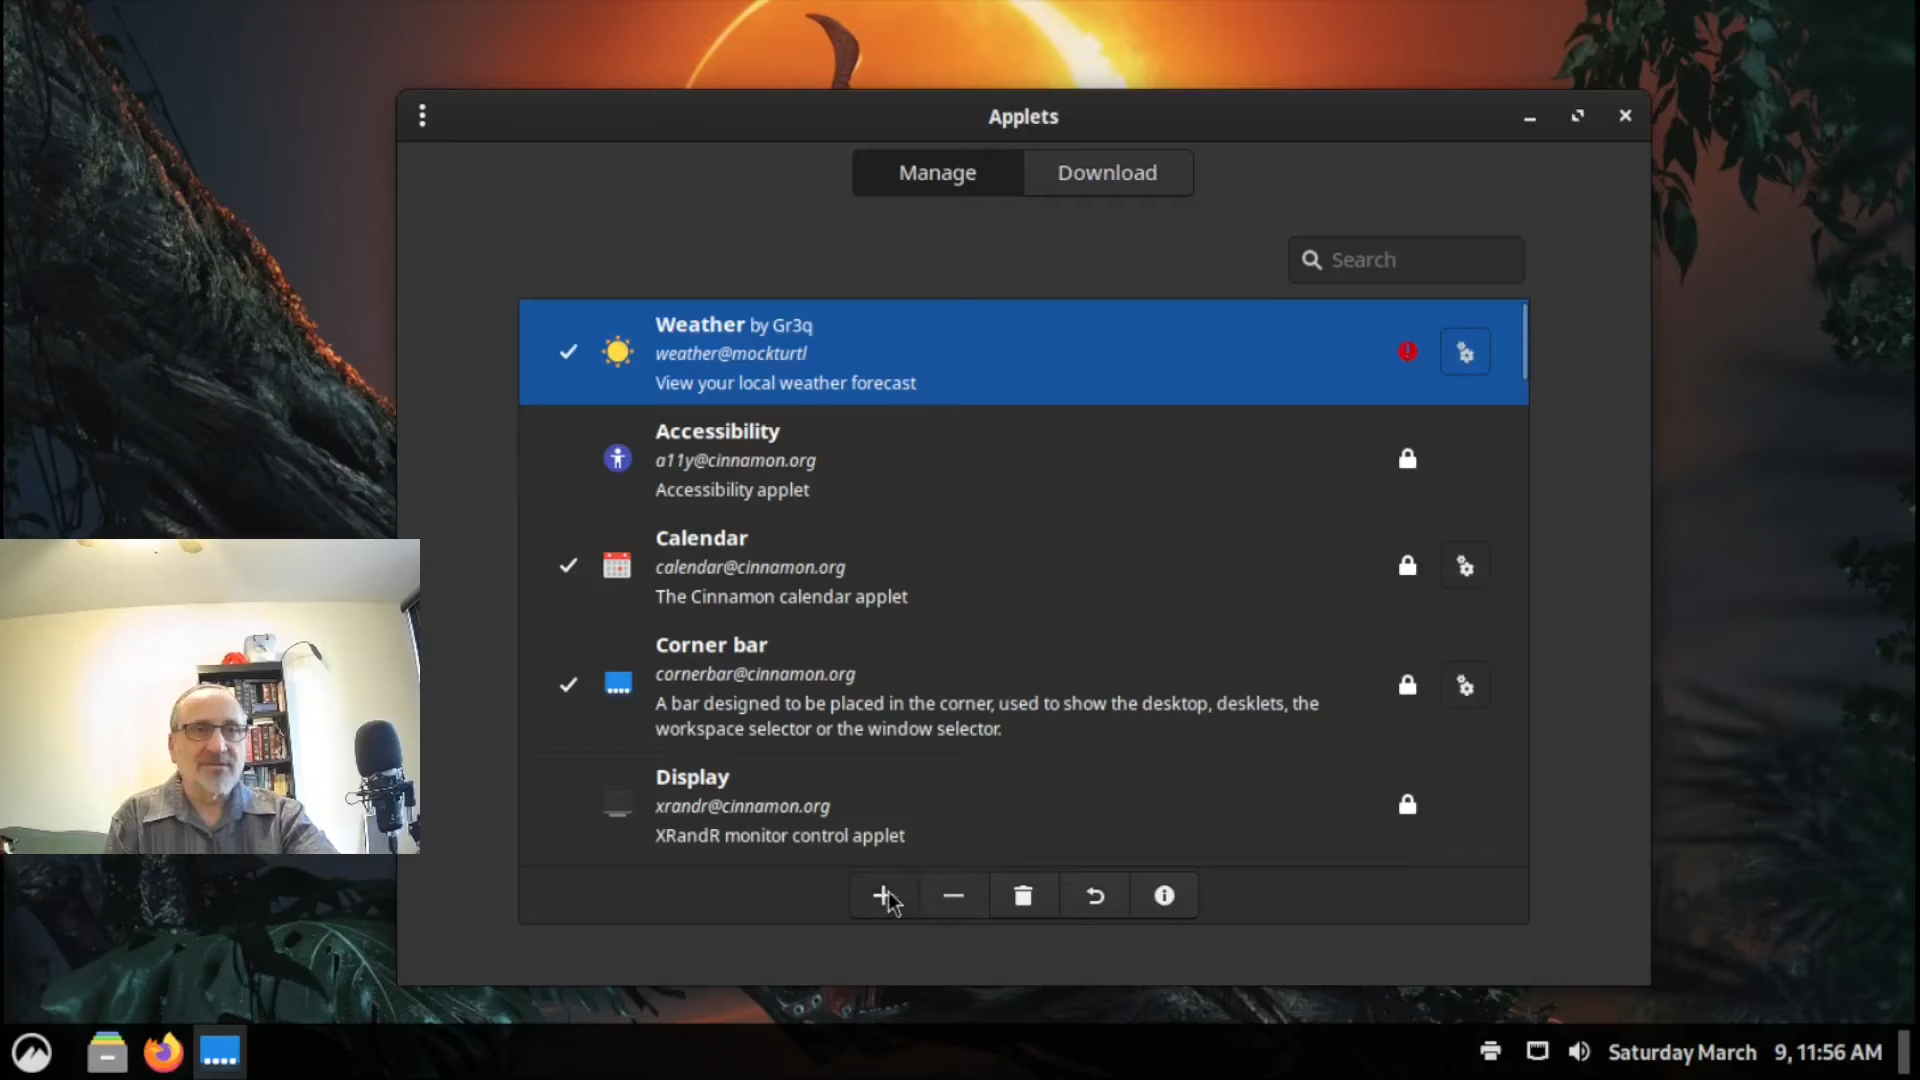 Applets
Manage
Download
Search
Weather by Gr3q
weather@mockturtl
View your local weather forecast
Accessibility
a11y@cinnamon.org
Accessibility applet
Calendar
calendar@cinnamon.org
The Cinnamon calendar applet
Corner bar
cornerbar@cinnamon.org
A bar designed to be placed in the corner, used to show the desktop, desklets, the
workspace selector or the window selector.
Display
xrandr@cinnamon.org
XRandR monitor control applet
Saturday March 9, 11:56 AM